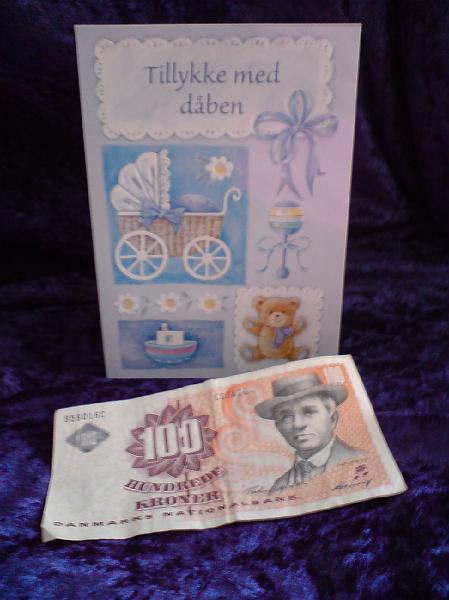 Tillykke med
dåben
100
HUNDREDE
KRONER
DANMARKS NATIONALBANK